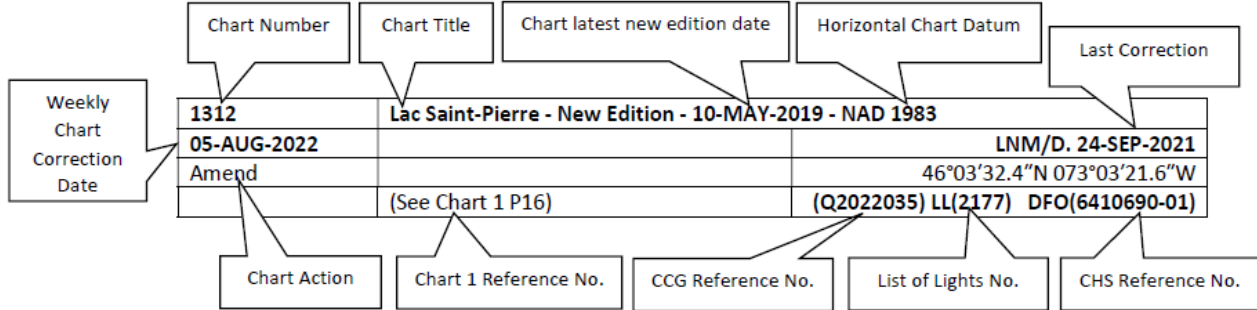 Chart Number
Chart Title
Chart latest new edition date
Horizontal Chart Datum
Last Correction
Weekly
Chart
Correction
Date
1312 Lac Saint-Pierre - New Edition - 10-MAY-2019 - NAD 1983
05-AUG-2022 LNM/D. 24-SEP-2021
Amend 46°03’32.4”N 073°03’21.6”W
(See Chart 1 P16) (Q2022035) LL(2177) DFO(6410690-01)
Chart Action
Chart 1 Reference No.
CCG Reference No.
List of Lights No.
CHS Reference No.